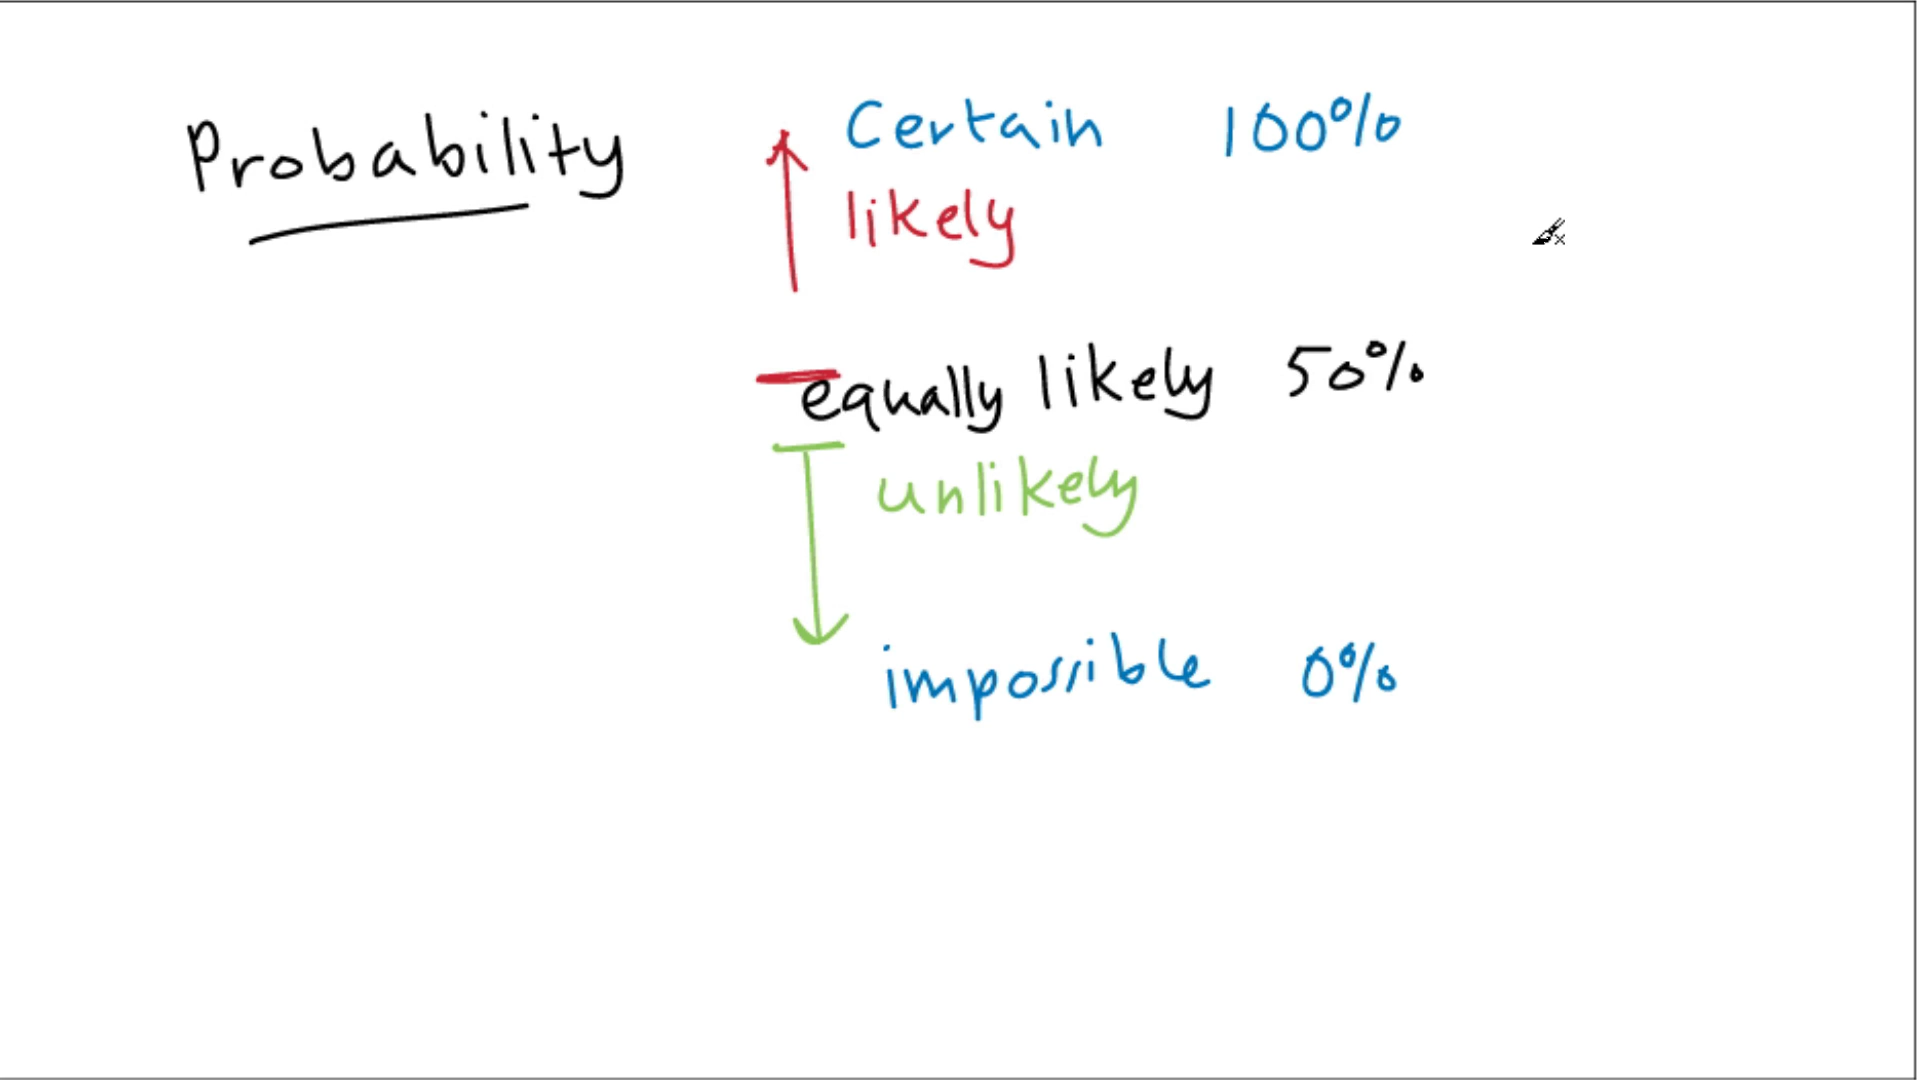 Probability
Certain 100%
likely
equally likely 50%
unlikely
impossible 0%